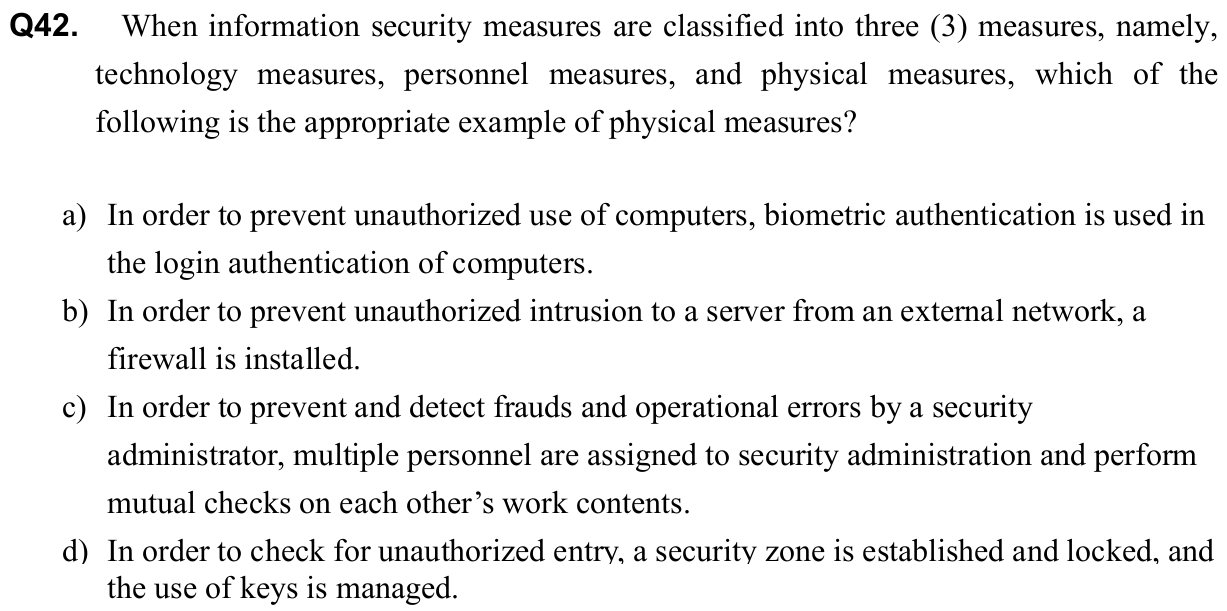 Q42. When information security measures are classified into three (3) measures, namely,
technology measures, personnel measures, and physical measures, which of the
following is the appropriate example of physical measures?
a) In order to prevent unauthorized use of computers, biometric authentication is used in
the login authentication of computers.
b) In order to prevent unauthorized intrusion to a server from an external network, a
firewall is installed.
c) In order to prevent and detect frauds and operational errors by a security
administrator, multiple personnel are assigned to security administration and perform
mutual checks on each other’s work contents.
d) In order to check for unauthorized entry, a security zone is established and locked, and
the use of keys is managed.